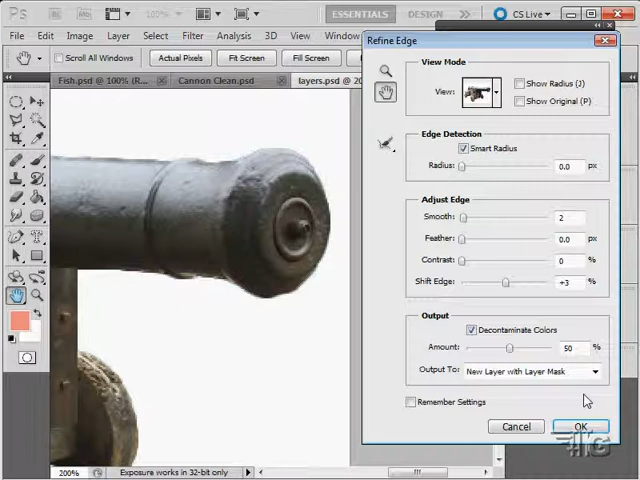 Ps Mb 150% ESSENTIALS DESIGN >> CS Live
File Image Layer Select Filter Analysis 3D View Window
Scroll All Windows Actual Pixels Fit Screen Fill Screen
Fish.psd @ 100% (R... Cannon Clean.psd layers.psd @ 20
Refine Edge
View Mode
View:
Show Radius (J)
Show Original (P)
Edge Detection
Smart Radius
Radius: 0.0 px
Adjust Edge
Smooth: 2
Feather: 0.0 px
Contrast: 0 %
Shift Edge: +3 %
Output
Decontaminate Colors
Amount: 50 %
Output To: New Layer with Layer Mask
Remember Settings
Cancel OK
200% Exposure works in 32-bit only